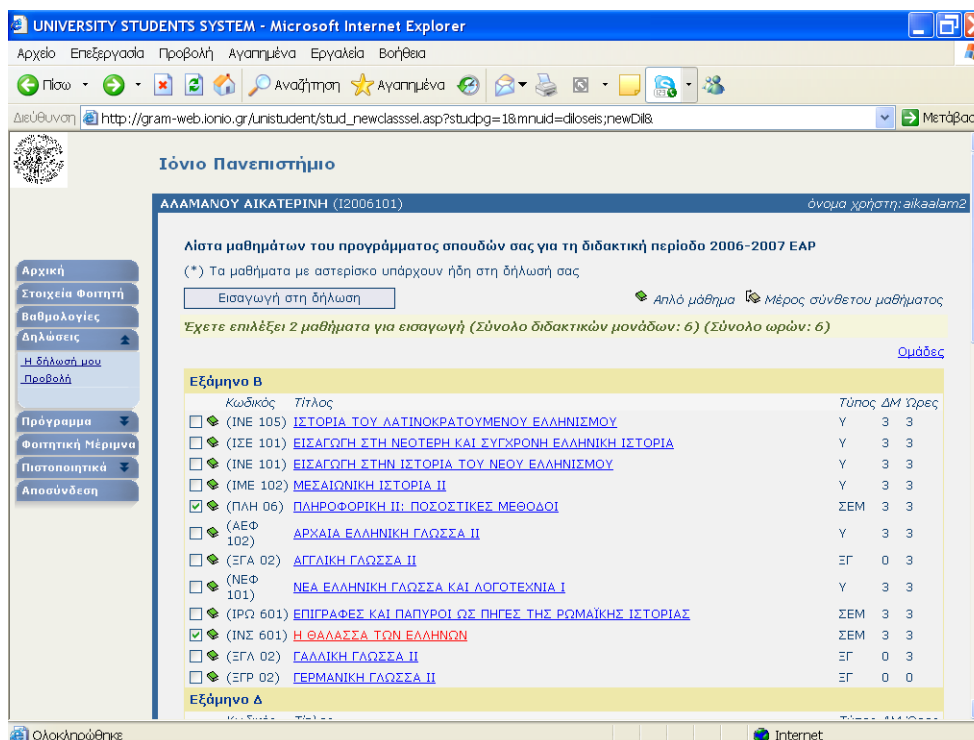 UNIVERSITY STUDENTS SYSTEM - Microsoft Internet Explorer
Αρχείο Επεξεργασία Προβολή Αγαπημένα Εργαλεία Βοήθεια
Πίσω Αναζήτηση Αγαπημένα
Διεύθυνση http://gram-web.ionio.gr/unistudent/stud_newclasssel.asp?studpg=1&mnuid=diloseis;newDil& Μετάβασ
Ιόνιο Πανεπιστήμιο
ΑΛΑΜΑΝΟΥ ΑΙΚΑΤΕΡΙΝΗ (Ι2006101) όνομα χρήστη:aikaalam2
Λίστα μαθημάτων του προγράμματος σπουδών σας για τη διδακτική περίοδο 2006-2007 ΕΑΡ
(*) Τα μαθήματα με αστερίσκο υπάρχουν ήδη στη δήλωσή σας
Εισαγωγή στη δήλωση Απλό μάθημα Μέρος σύνθετου μαθήματος
Έχετε επιλέξει 2 μαθήματα για εισαγωγή (Σύνολο διδακτικών μονάδων: 6) (Σύνολο ωρών: 6)
Ομάδες
Αρχική
Στοιχεία Φοιτητή
Βαθμολογίες
Δηλώσεις
Η δήλωσή μου
Προβολή
Πρόγραμμα
Φοιτητική Μέριμνα
Πιστοποιητικά
Αποσύνδεση
Εξάμηνο Β
Κωδικός Τίτλος Τύπος ΔΜ Ώρες
(ΙΝΕ 105) ΙΣΤΟΡΙΑ ΤΟΥ ΛΑΤΙΝΟΚΡΑΤΟΥΜΕΝΟΥ ΕΛΛΗΝΙΣΜΟΥ Υ 3 3
(ΙΣΕ 101) ΕΙΣΑΓΩΓΗ ΣΤΗ ΝΕΟΤΕΡΗ ΚΑΙ ΣΥΓΧΡΟΝΗ ΕΛΛΗΝΙΚΗ ΙΣΤΟΡΙΑ Υ 3 3
(ΙΝΕ 101) ΕΙΣΑΓΩΓΗ ΣΤΗΝ ΙΣΤΟΡΙΑ ΤΟΥ ΝΕΟΥ ΕΛΛΗΝΙΣΜΟΥ Υ 3 3
(ΙΜΕ 102) ΜΕΣΑΙΩΝΙΚΗ ΙΣΤΟΡΙΑ ΙΙ Υ 3 3
(ΠΛΗ 06) ΠΛΗΡΟΦΟΡΙΚΗ ΙΙ: ΠΟΣΟΣΤΙΚΕΣ ΜΕΘΟΔΟΙ ΣΕΜ 3 3
(ΑΕΦ 102) ΑΡΧΑΙΑ ΕΛΛΗΝΙΚΗ ΓΛΩΣΣΑ ΙΙ Υ 3 3
(ΞΓΑ 02) ΑΓΓΛΙΚΗ ΓΛΩΣΣΑ ΙΙ ΞΓ 0 3
(ΝΕΦ 101) ΝΕΑ ΕΛΛΗΝΙΚΗ ΓΛΩΣΣΑ ΚΑΙ ΛΟΓΟΤΕΧΝΙΑ Ι Υ 3 3
(ΙΡΩ 601) ΕΠΙΓΡΑΦΕΣ ΚΑΙ ΠΑΠΥΡΟΙ ΩΣ ΠΗΓΕΣ ΤΗΣ ΡΩΜΑΪΚΗΣ ΙΣΤΟΡΙΑΣ ΣΕΜ 3 3
(ΙΝΣ 601) Η ΘΑΛΑΣΣΑ ΤΩΝ ΕΛΛΗΝΩΝ ΣΕΜ 3 3
(ΞΓΛ 02) ΓΑΛΛΙΚΗ ΓΛΩΣΣΑ ΙΙ ΞΓ 0 3
(ΞΓΡ 02) ΓΕΡΜΑΝΙΚΗ ΓΛΩΣΣΑ ΙΙ ΞΓ 0 0
Εξάμηνο Δ
Ολοκληρώθηκε Internet